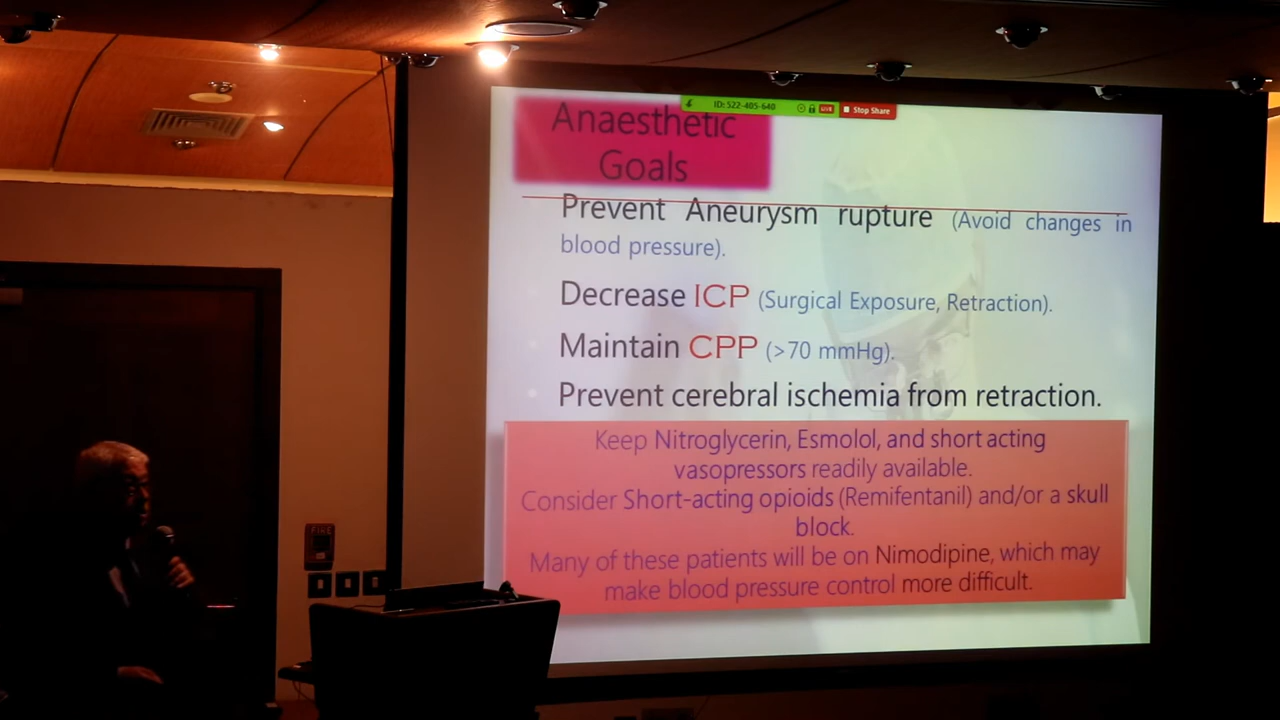 ID: 522-405-640 LIVE Stop Share
Anaesthetic
Goals
Prevent Aneurysm rupture (Avoid changes in
blood pressure).
Decrease ICP (Surgical Exposure, Retraction).
Maintain CPP (>70 mmHg).
Prevent cerebral ischemia from retraction.
Keep Nitroglycerin, Esmolol, and short acting
vasopressors readily available.
Consider Short-acting opioids (Remifentanil) and/or a skull
block.
Many of these patients will be on Nimodipine, which may
make blood pressure control more difficult.
FIRE